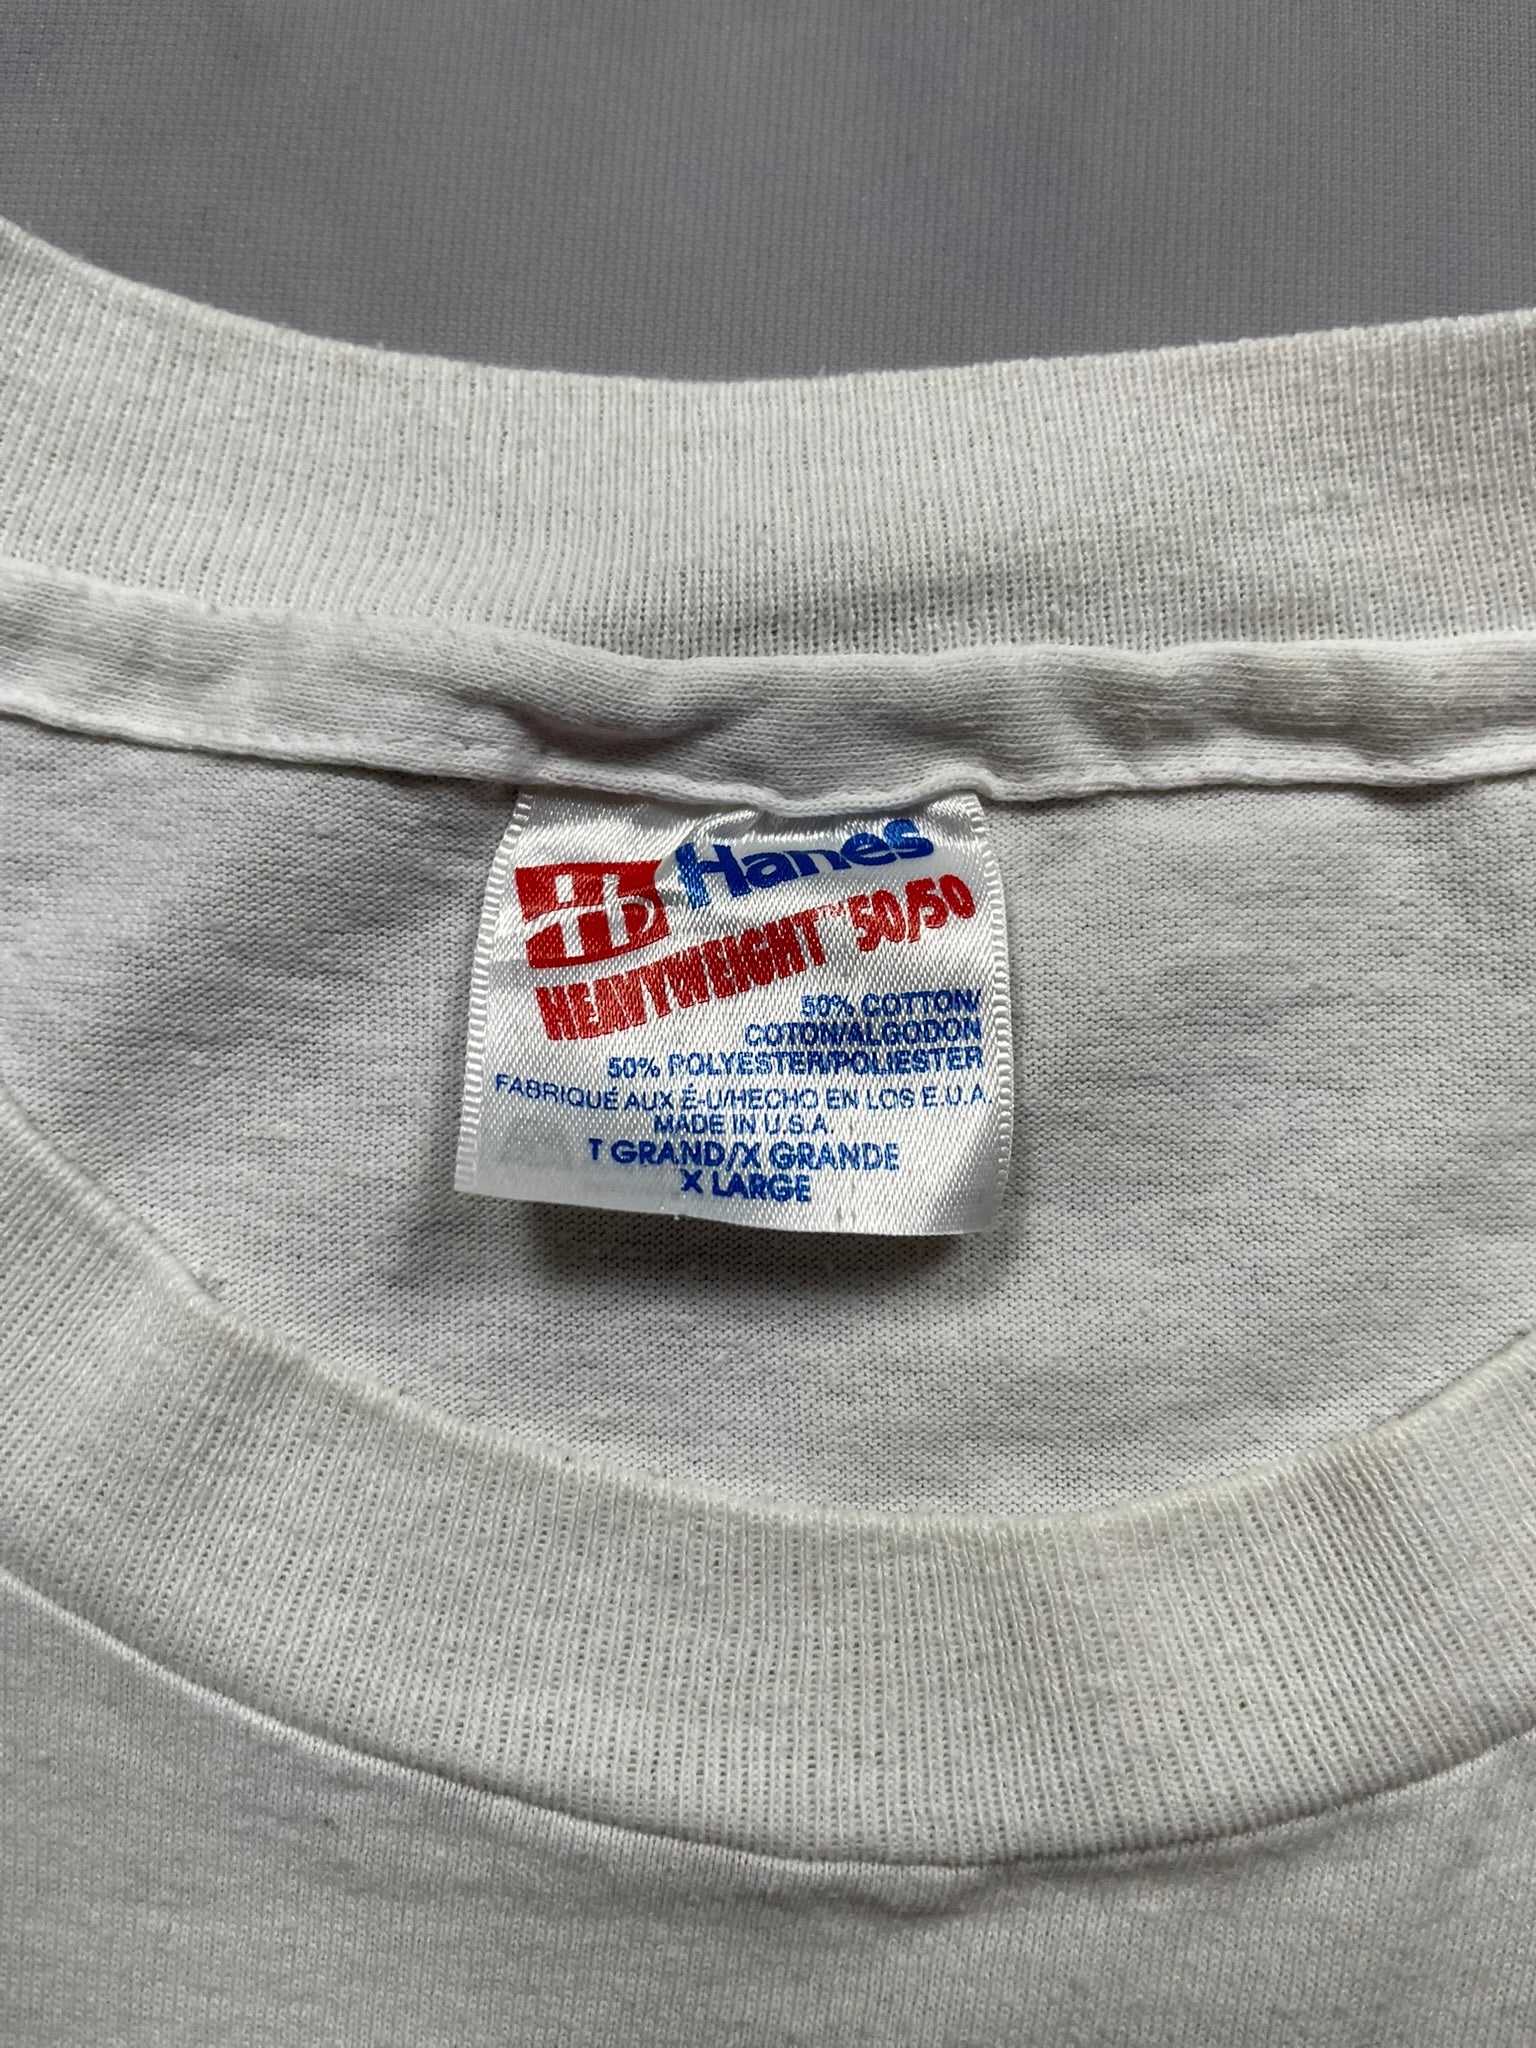 Hanes
HEAVYWEIGHT™ 50/50
50% COTTON/
COTON/ALGODON
50% POLYESTER/POLIESTER
FABRIQUÉ AUX É-U/HECHO EN LOS E.U.A.
MADE IN U.S.A.
T GRAND/X GRANDE
X LARGE